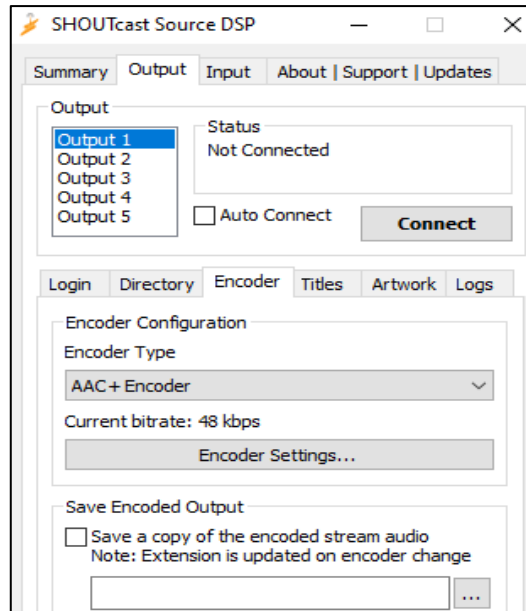 SHOUTcast Source DSP
Summary Output Input About | Support | Updates
Output
Output 1
Output 2
Output 3
Output 4
Output 5
Status
Not Connected
Auto Connect
Connect
Login Directory Encoder Titles Artwork Logs
Encoder Configuration
Encoder Type
AAC+ Encoder
Current bitrate: 48 kbps
Encoder Settings...
Save Encoded Output
Save a copy of the encoded stream audio
Note: Extension is updated on encoder change
...